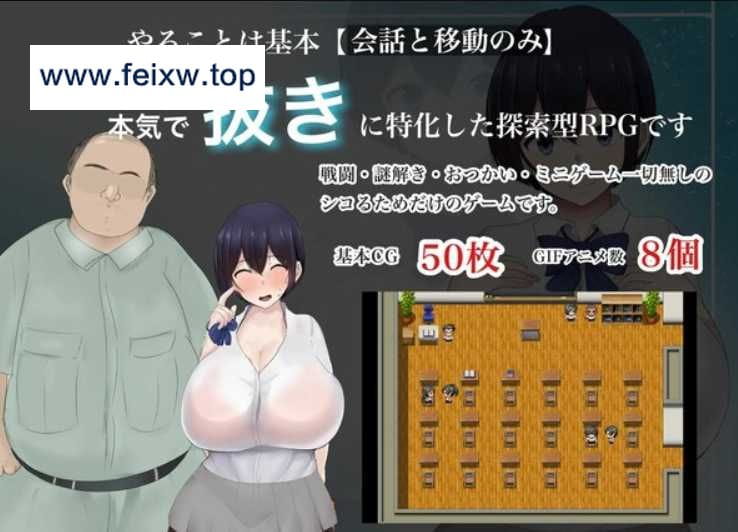 やることは基本【会話と移動のみ】
www.feixw.top
本気で 抜き に特化した探索型RPGです
戦闘・謎解き・おつかい・ミニゲーム一切無しの
シコるためだけのゲームです。
基本CG 50枚 GIFアニメ数 8個